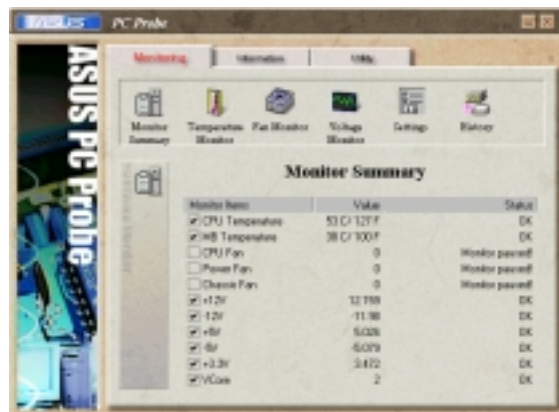 ASUS PC Probe
ASUS PC Probe
Monitoring Information Utility
Monitor Summary
Temperature Monitor
Fan Monitor
Voltage Monitor
Settings
History
Monitor Summary
Monitor Items Value Status
CPU Temperature 53 C/ 127 F OK
MB Temperature 38 C/ 100 F OK
CPU Fan 0 Monitor paused!
Power Fan 0 Monitor paused!
Chassis Fan 0 Monitor paused!
+12V OK
-12V -11.98 OK
+5V 5.026 OK
-5V -5.079 OK
+3.3V 3.472 OK
VCore 2 OK